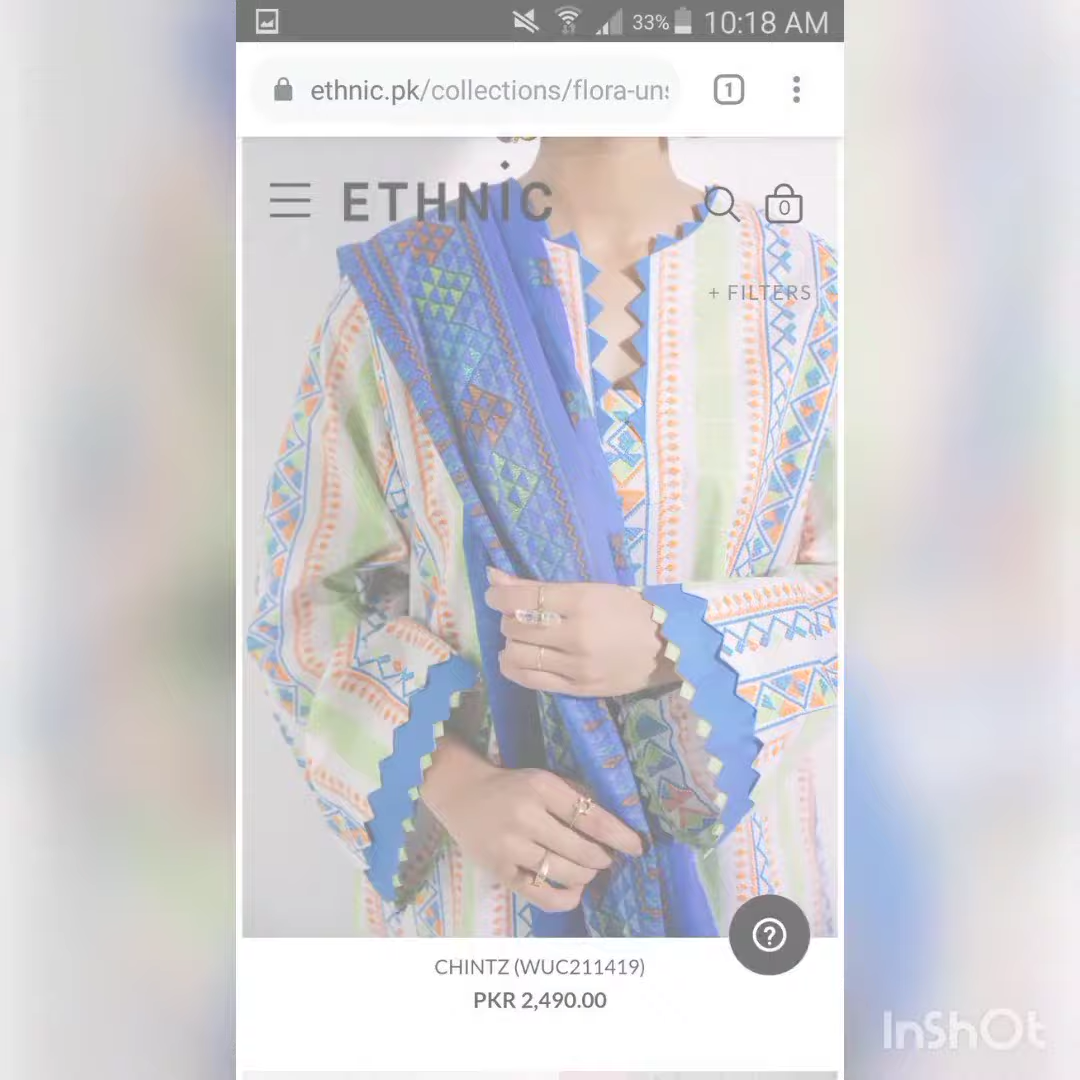 33% 10:18 AM
ethnic.pk/collections/flora-uns
1
ETHNIC
0
+ FILTERS
CHINTZ (WUC211419)
PKR 2,490.00
?
InShOt